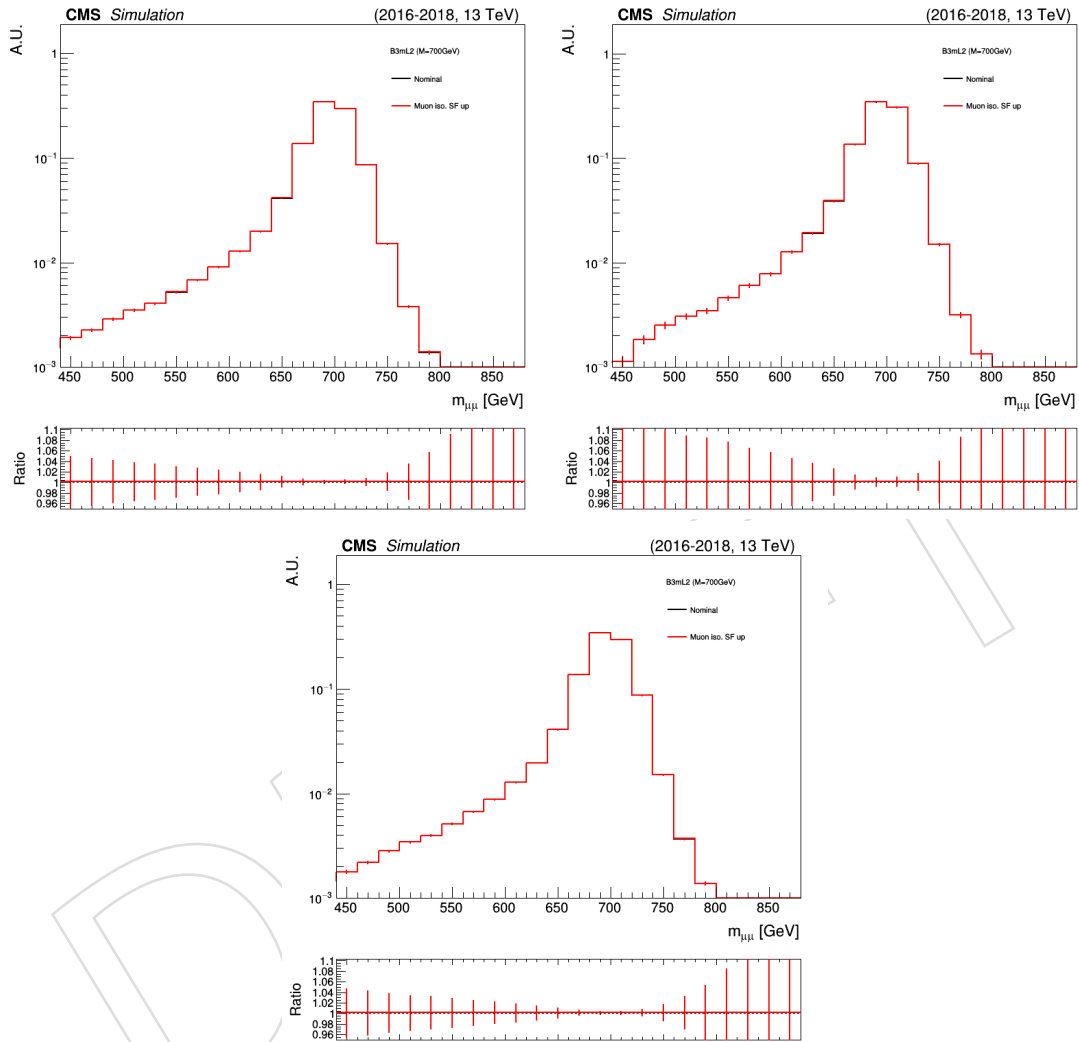 CMS Simulation (2016-2018, 13 TeV)
A.U.
B3mL2 (M=700GeV)
Nominal
Muon iso. SF up
1
10⁻¹
10⁻²
10⁻³
450 500 550 600 650 700 750 800 850
m_μμ [GeV]
Ratio
1.1
1.08
1.06
1.04
1.02
1
0.98
0.96
CMS Simulation (2016-2018, 13 TeV)
A.U.
B3mL2 (M=700GeV)
Nominal
Muon iso. SF up
1
10⁻¹
10⁻²
10⁻³
450 500 550 600 650 700 750 800 850
m_μμ [GeV]
Ratio
1.1
1.08
1.06
1.04
1.02
1
0.98
0.96
CMS Simulation (2016-2018, 13 TeV)
A.U.
B3mL2 (M=700GeV)
Nominal
Muon iso. SF up
1
10⁻¹
10⁻²
10⁻³
450 500 550 600 650 700 750 800 850
m_μμ [GeV]
Ratio
1.1
1.08
1.06
1.04
1.02
1
0.98
0.96